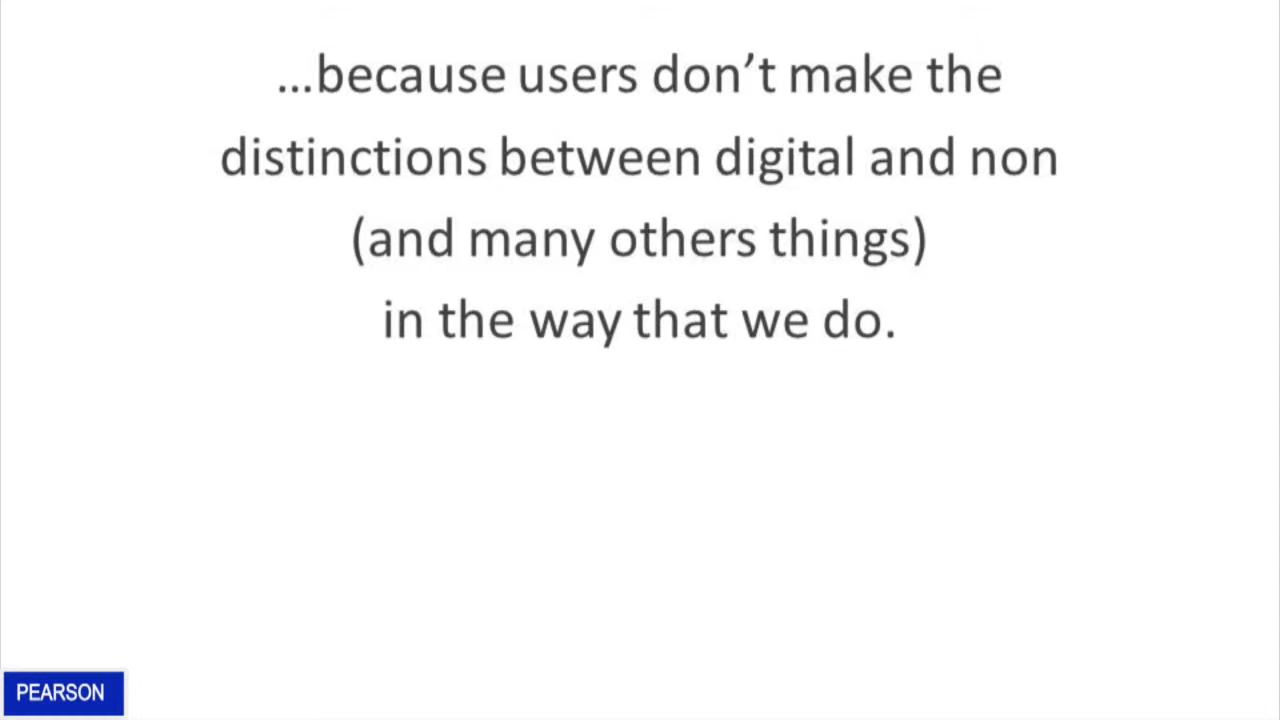 …because users don’t make the
distinctions between digital and non
(and many others things)
in the way that we do.
PEARSON